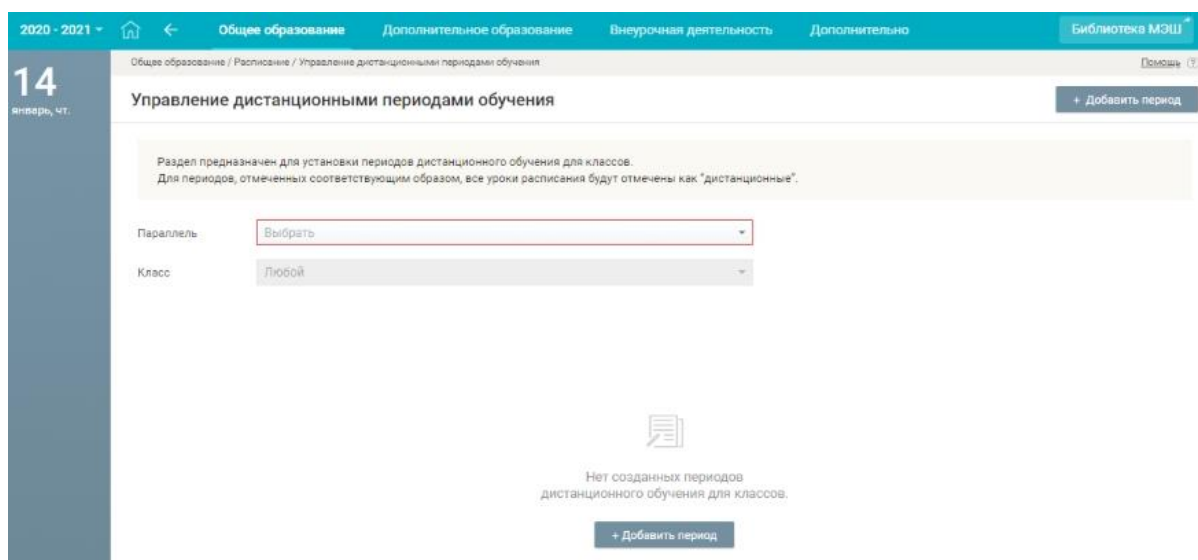 2020 - 2021 Общее образование Дополнительное образование Внеурочная деятельность Дополнительно Библиотека МЭШ
14
январь, чт.
Общее образование / Расписание / Управление дистанционными периодами обучения Помощь
Управление дистанционными периодами обучения + Добавить период
Раздел предназначен для установки периодов дистанционного обучения для классов.
Для периодов, отмеченных соответствующим образом, все уроки расписания будут отмечены как "дистанционные".
Параллель Выбрать
Класс Любой
Нет созданных периодов
дистанционного обучения для классов.
+ Добавить период